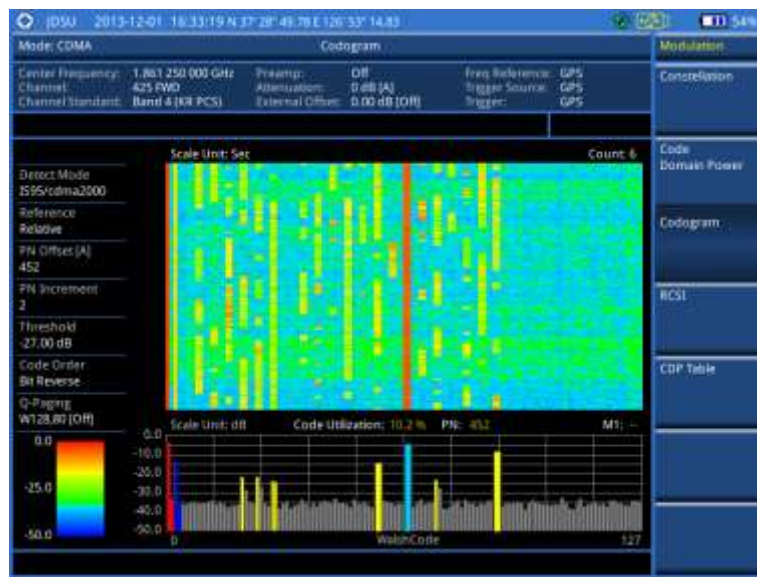 JDSU 2013-12-01 16:33:19 N 37° 28" 49.78 E 126° 53" 14.83 54%
Mode: CDMA Codogram Modulation
Center Frequency: 1.861 250 000 GHz Preamp: Off Freq Reference: GPS
Channel: 425 FWD Attenuation: 0 dB [A] Trigger Source: GPS
Channel Standard: Band 4 (KR PCS) External Offset: 0.00 dB [Off] Trigger: GPS
Constellation
Code
Domain Power
Codogram
RCSI
CDP Table
Scale Unit: Sec Count: 6
Detect Mode
IS95/cdma2000
Reference
Relative
PN Offset [A]
452
PN Increment
2
Threshold
-27.00 dB
Code Order
Bit Reverse
Q-Paging
W128,80 [Off]
Scale Unit: dB Code Utilization: 10.2 % PN: 452 M1: --
0.0
-25.0
-50.0
0.0
-10.0
-20.0
-30.0
-40.0
-50.0
0 WalshCode 127